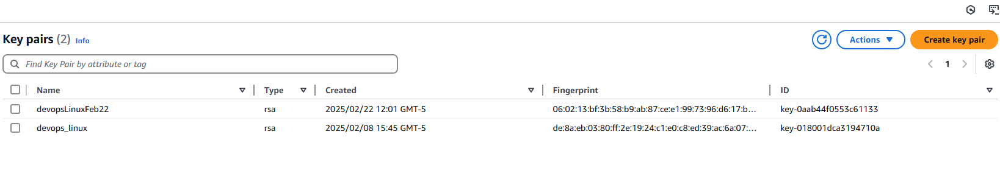 Key pairs (2) Info Actions Create key pair
Find Key Pair by attribute or tag 1
Name Type Created Fingerprint ID
devopsLinuxFeb22 rsa 2025/02/22 12:01 GMT-5 06:02:13:bf:3b:58:b9:ab:87:ce:e1:99:73:96:d6:17:b... key-0aab44f0553c61133
devops_linux rsa 2025/02/08 15:45 GMT-5 de:8a:eb:03:80:ff:2e:19:24:c1:e0:c8:ed:39:ac:6a:07:... key-018001dca3194710a